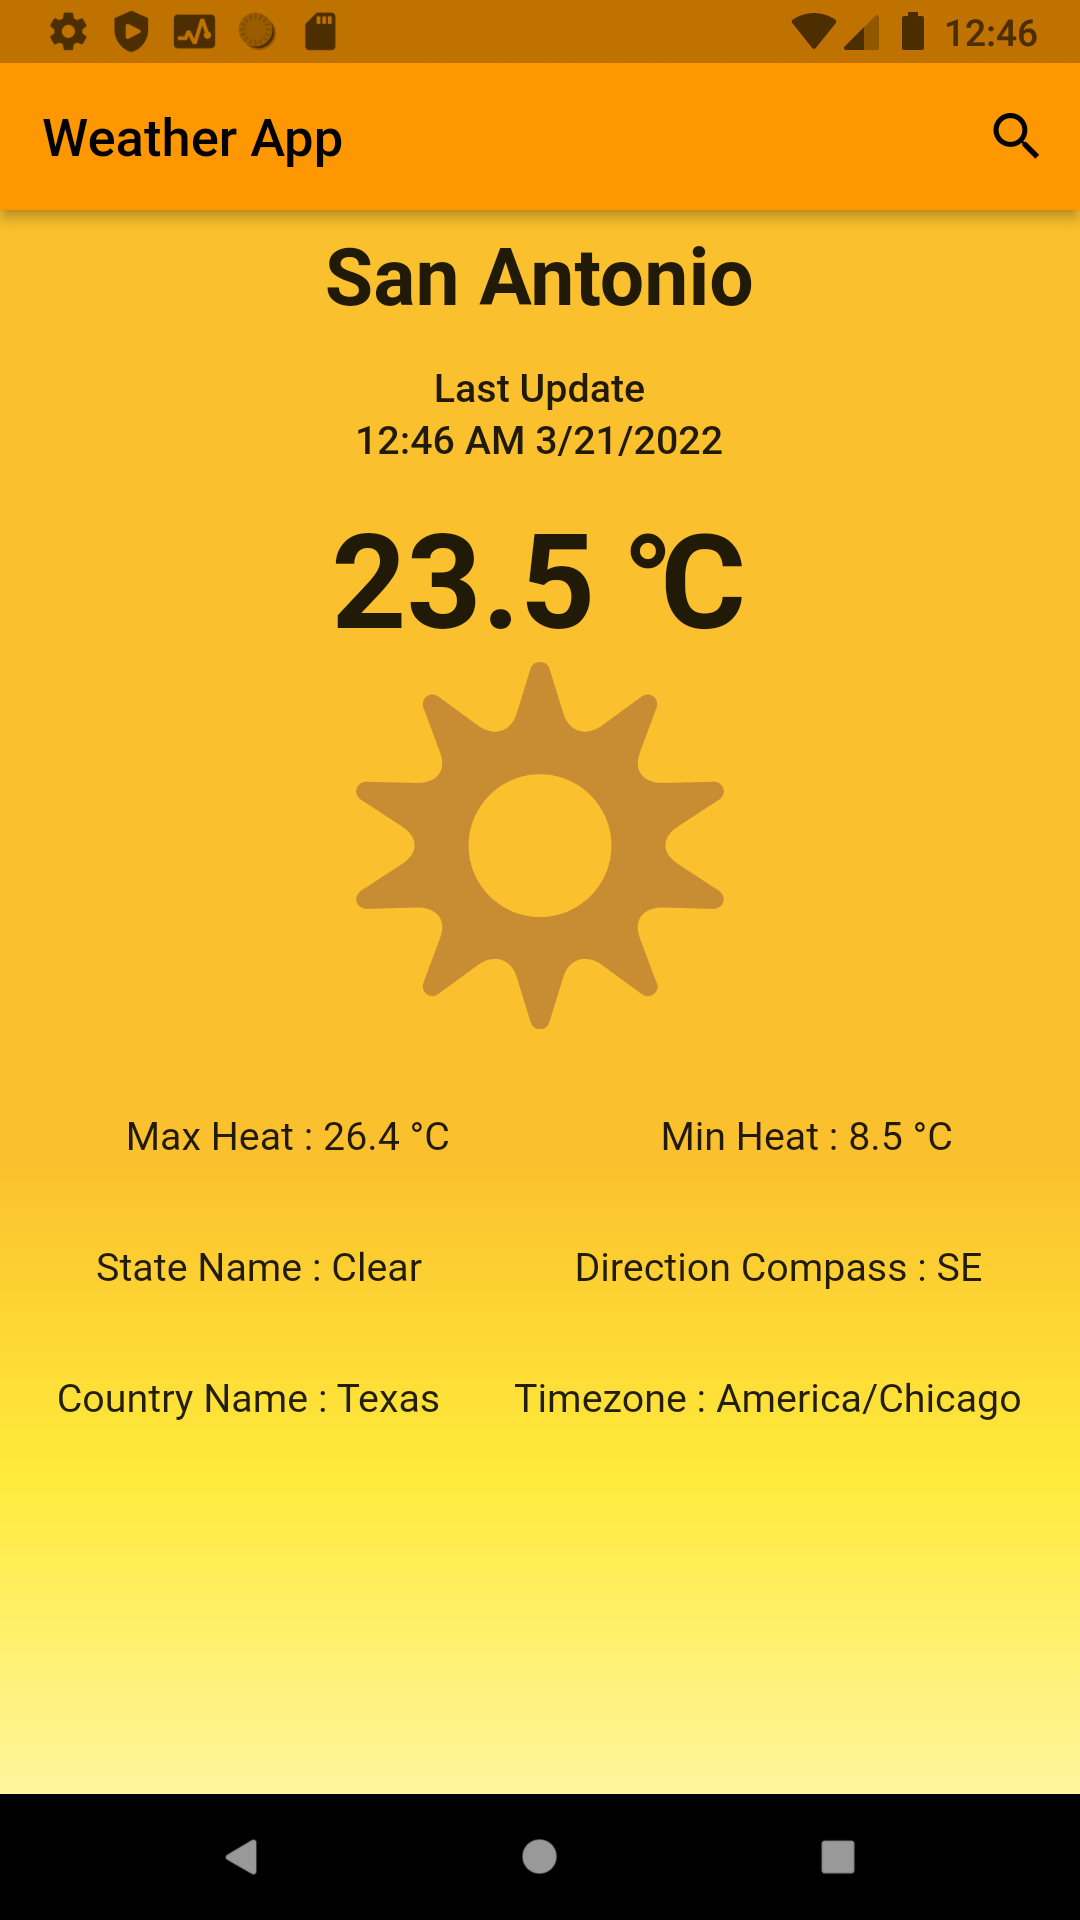 12:46
Weather App
San Antonio
Last Update
12:46 AM 3/21/2022
23.5 °C
Max Heat : 26.4 °C
Min Heat : 8.5 °C
State Name : Clear
Direction Compass : SE
Country Name : Texas
Timezone : America/Chicago